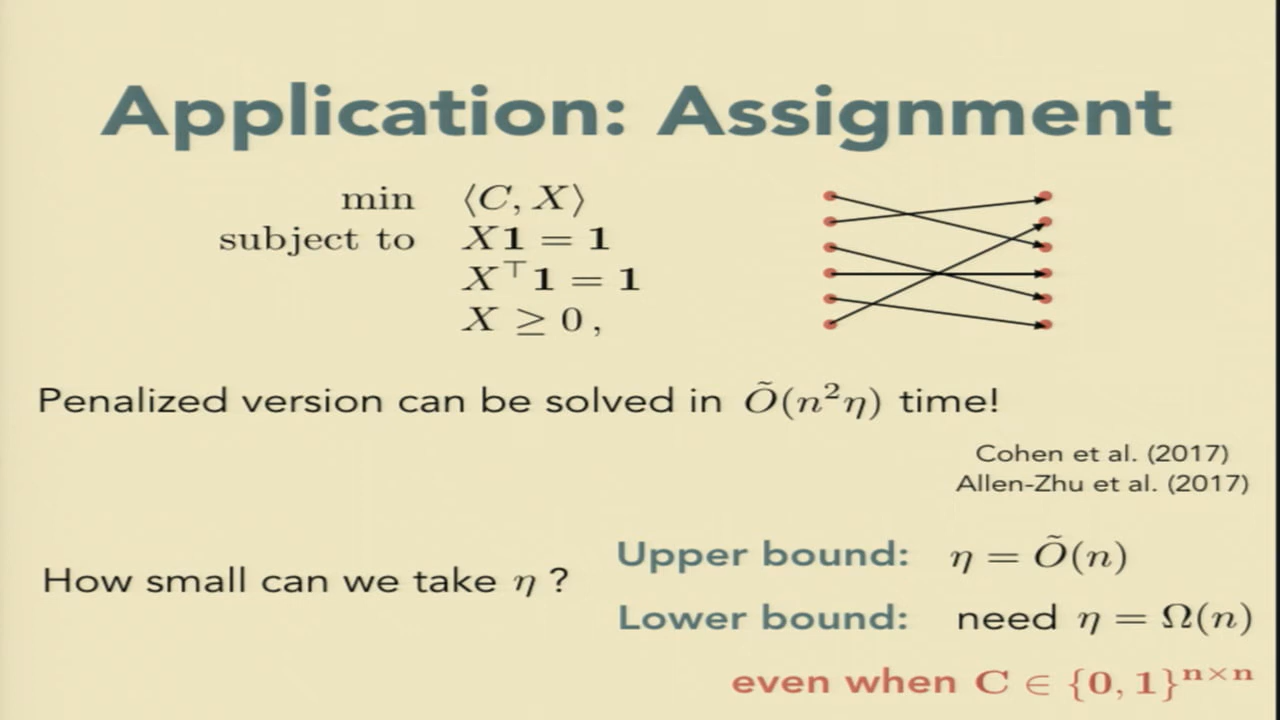 Application: Assignment
min ⟨C, X⟩
subject to X1 = 1
X⊤1 = 1
X ≥ 0 ,
Penalized version can be solved in Õ(n²η) time!
Cohen et al. (2017)
Allen-Zhu et al. (2017)
How small can we take η ?
Upper bound: η = Õ(n)
Lower bound: need η = Ω(n)
even when C ∈ {0, 1}ⁿ×ⁿ